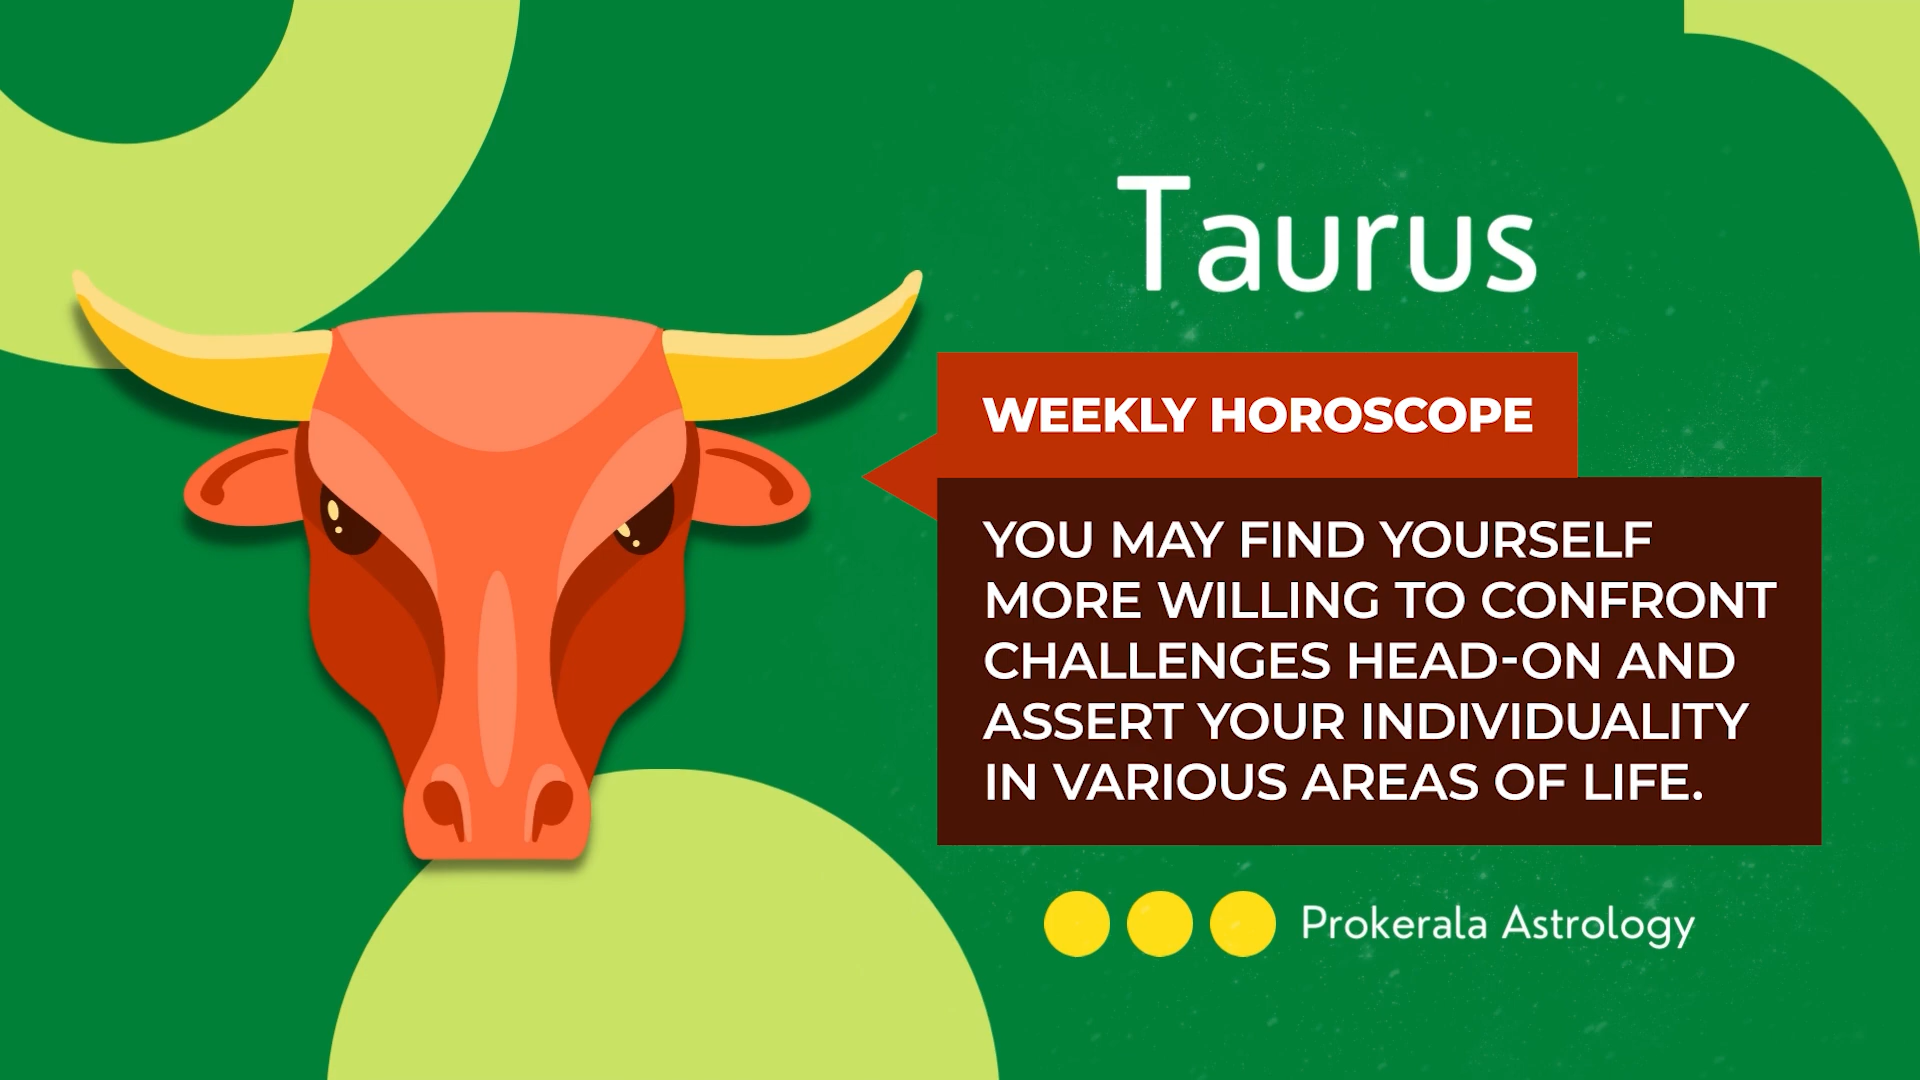 Taurus
WEEKLY HOROSCOPE
YOU MAY FIND YOURSELF
MORE WILLING TO CONFRONT
CHALLENGES HEAD-ON AND
ASSERT YOUR INDIVIDUALITY
IN VARIOUS AREAS OF LIFE.
Prokerala Astrology